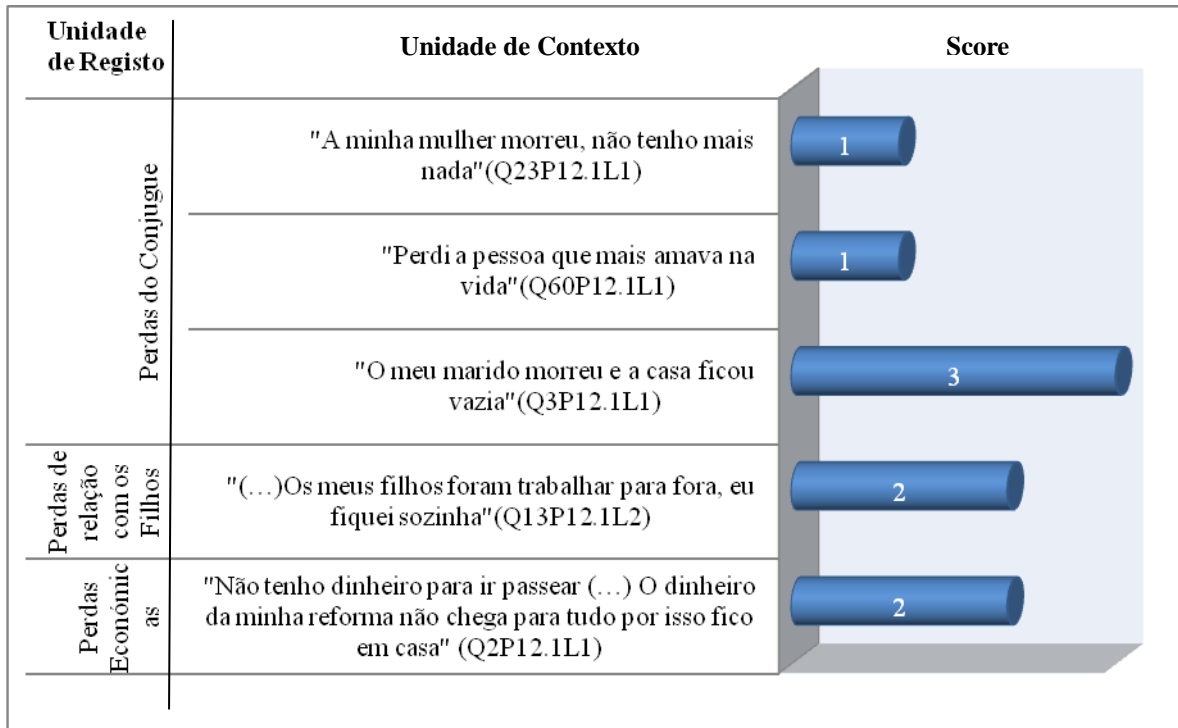 Unidade
de Registo
Unidade de Contexto
Score
Perdas do Conjugue
"A minha mulher morreu, não tenho mais
nada"(Q23P12.1L1)
1
"Perdi a pessoa que mais amava na
vida"(Q60P12.1L1)
1
"O meu marido morreu e a casa ficou
vazia"(Q3P12.1L1)
3
Perdas de
relação
com os
Filhos
"(…)Os meus filhos foram trabalhar para fora, eu
fiquei sozinha"(Q13P12.1L2)
2
Perdas
Económic
as
"Não tenho dinheiro para ir passear (…) O dinheiro
da minha reforma não chega para tudo por isso fico
em casa" (Q2P12.1L1)
2